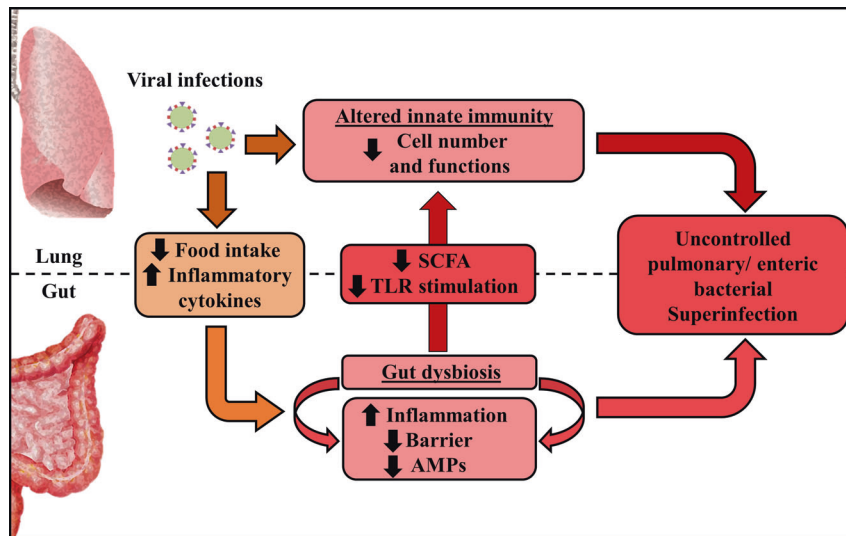 Viral infections
Altered innate immunity
Cell number
and functions
Food intake
Inflammatory
cytokines
Lung
Gut
SCFA
TLR stimulation
Uncontrolled
pulmonary/ enteric
bacterial
Superinfection
Gut dysbiosis
Inflammation
Barrier
AMPs